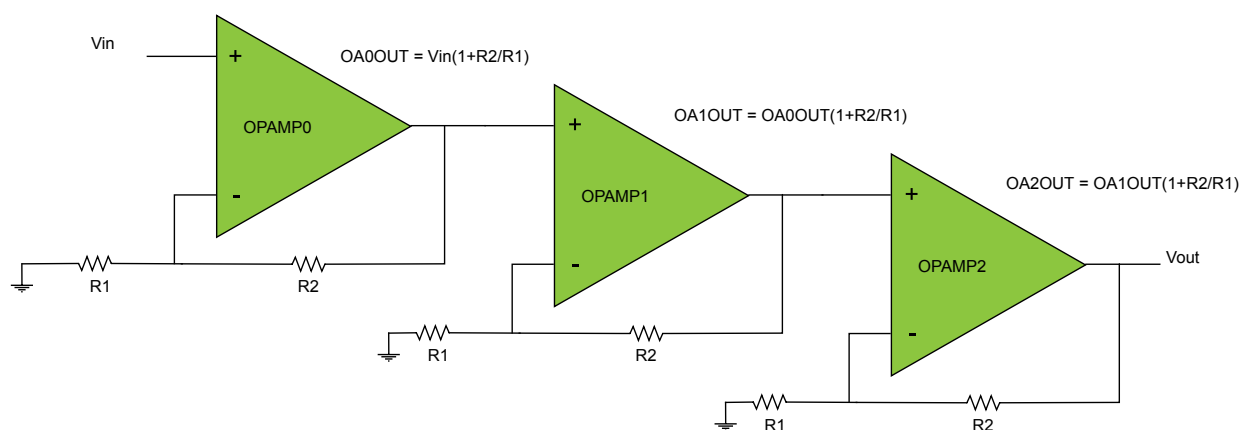 Vin
OA0OUT = Vin(1+R2/R1)
+
OPAMP0
-
R1
R2
OA1OUT = OA0OUT(1+R2/R1)
+
OPAMP1
-
R1
R2
OA2OUT = OA1OUT(1+R2/R1)
+
OPAMP2
-
Vout
R1
R2